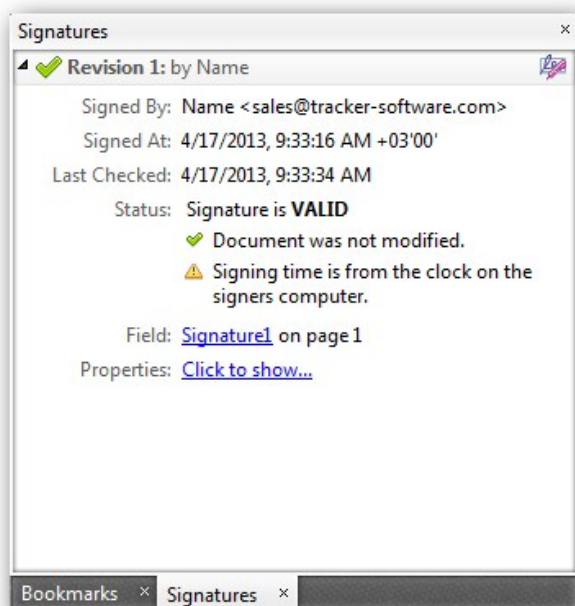 Signatures ×
Revision 1: by Name
Signed By: Name <sales@tracker-software.com>
Signed At: 4/17/2013, 9:33:16 AM +03'00'
Last Checked: 4/17/2013, 9:33:34 AM
Status: Signature is VALID
Document was not modified.
Signing time is from the clock on the
signers computer.
Field: Signature1 on page 1
Properties: Click to show...
Bookmarks × Signatures ×